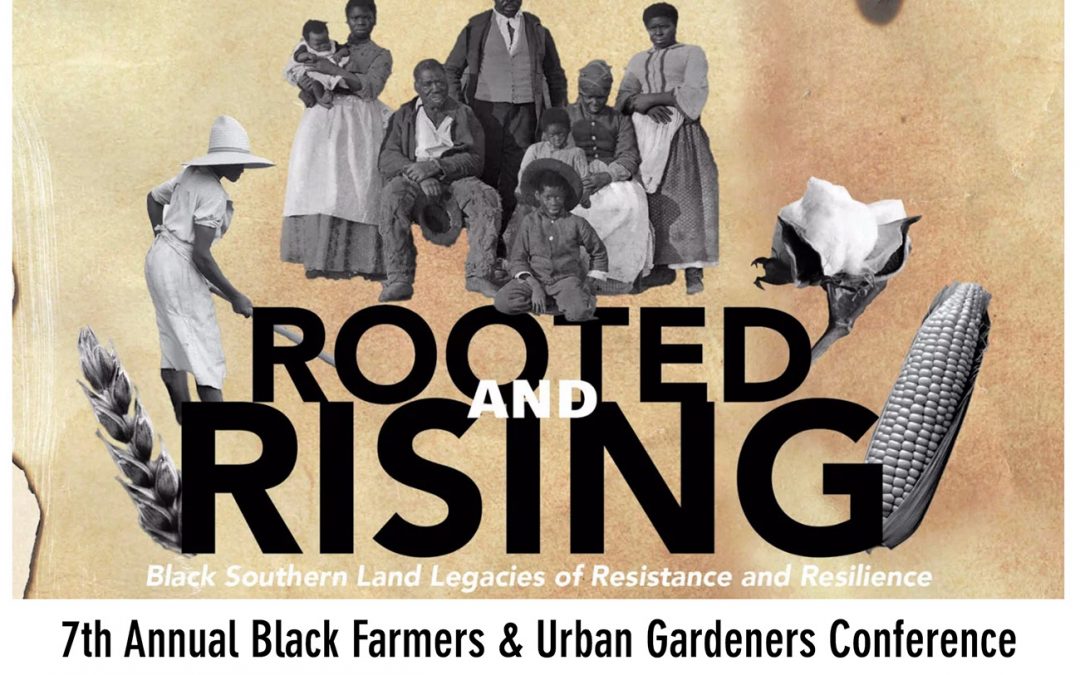 ROOTED
AND
RISING
Black Southern Land Legacies of Resistance and Resilience
7th Annual Black Farmers & Urban Gardeners Conference